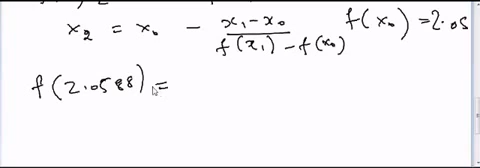 x₂ = x₀ - (x₁ - x₀)/(f(x₁) - f(x₀)) f(x₀) = 2.05
f(2.0588) =